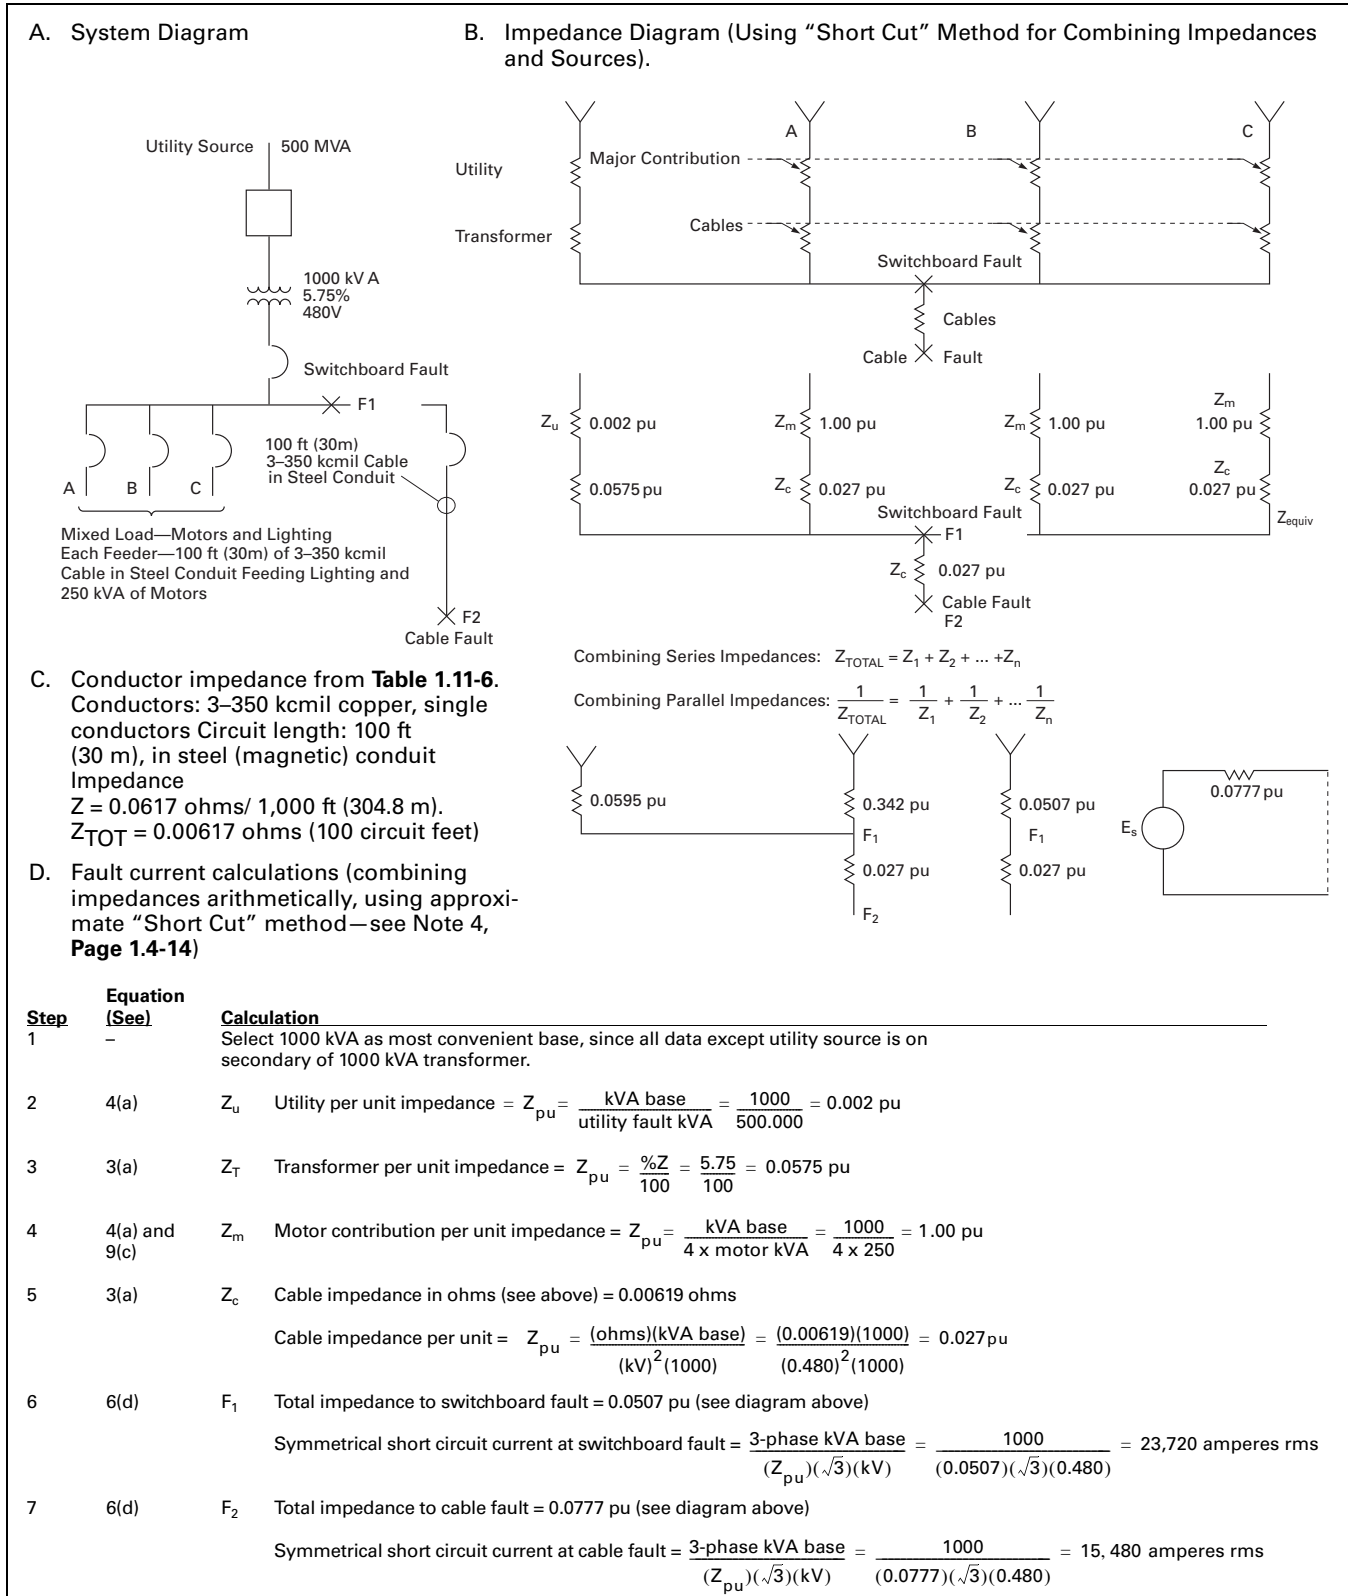 A. System Diagram
B. Impedance Diagram (Using “Short Cut” Method for Combining Impedances
and Sources).
Utility Source 500 MVA
1000 kV A
5.75%
480V
Switchboard Fault
F1
100 ft (30m)
3–350 kcmil Cable
in Steel Conduit
A B C
Mixed Load—Motors and Lighting
Each Feeder—100 ft (30m) of 3–350 kcmil
Cable in Steel Conduit Feeding Lighting and
250 kVA of Motors
F2
Cable Fault
A B C
Utility Major Contribution
Transformer Cables
Switchboard Fault
Cables
Cable Fault
Zu 0.002 pu Zm 1.00 pu Zm 1.00 pu Zm
1.00 pu
0.0575 pu Zc 0.027 pu Zc 0.027 pu Zc
0.027 pu
Switchboard Fault
F1
Zequiv
Zc 0.027 pu
Cable Fault
F2
Combining Series Impedances: ZTOTAL = Z1 + Z2 + ... +Zn
Combining Parallel Impedances: 1/ZTOTAL = 1/Z1 + 1/Z2 + ... 1/Zn
0.0595 pu 0.342 pu 0.0507 pu 0.0777 pu
F1 F1 Es
0.027 pu 0.027 pu
F2
C. Conductor impedance from Table 1.11-6.
Conductors: 3–350 kcmil copper, single
conductors Circuit length: 100 ft
(30 m), in steel (magnetic) conduit
Impedance
Z = 0.0617 ohms/ 1,000 ft (304.8 m).
ZTOT = 0.00617 ohms (100 circuit feet)
D. Fault current calculations (combining
impedances arithmetically, using approxi-
mate “Short Cut” method—see Note 4,
Page 1.4-14)
Equation
Step (See) Calculation
1 – Select 1000 kVA as most convenient base, since all data except utility source is on
secondary of 1000 kVA transformer.
2 4(a) Zu Utility per unit impedance = Zpu = kVA base/utility fault kVA = 1000/500.000 = 0.002 pu
3 3(a) ZT Transformer per unit impedance = Zpu = %Z/100 = 5.75/100 = 0.0575 pu
4 4(a) and
9(c) Zm Motor contribution per unit impedance = Zpu = kVA base/4 x motor kVA = 1000/4 x 250 = 1.00 pu
5 3(a) Zc Cable impedance in ohms (see above) = 0.00619 ohms
Cable impedance per unit = Zpu = (ohms)(kVA base)/(kV)²(1000) = (0.00619)(1000)/(0.480)²(1000) = 0.027pu
6 6(d) F1 Total impedance to switchboard fault = 0.0507 pu (see diagram above)
Symmetrical short circuit current at switchboard fault = 3-phase kVA base/(Zpu)(√3)(kV) = 1000/(0.0507)(√3)(0.480) = 23,720 amperes rms
7 6(d) F2 Total impedance to cable fault = 0.0777 pu (see diagram above)
Symmetrical short circuit current at cable fault = 3-phase kVA base/(Zpu)(√3)(kV) = 1000/(0.0777)(√3)(0.480) = 15, 480 amperes rms